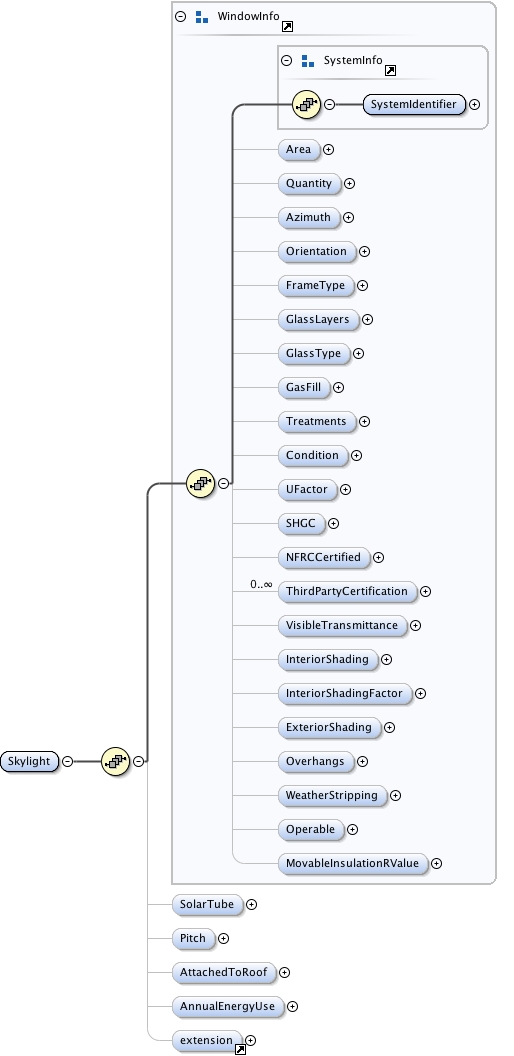 WindowInfo
SystemInfo
SystemIdentifier
Area
Quantity
Azimuth
Orientation
FrameType
GlassLayers
GlassType
GasFill
Treatments
Condition
UFactor
SHGC
NFRCCertified
0..∞
ThirdPartyCertification
VisibleTransmittance
InteriorShading
InteriorShadingFactor
ExteriorShading
Overhangs
WeatherStripping
Operable
MovableInsulationRValue
Skylight
SolarTube
Pitch
AttachedToRoof
AnnualEnergyUse
extension